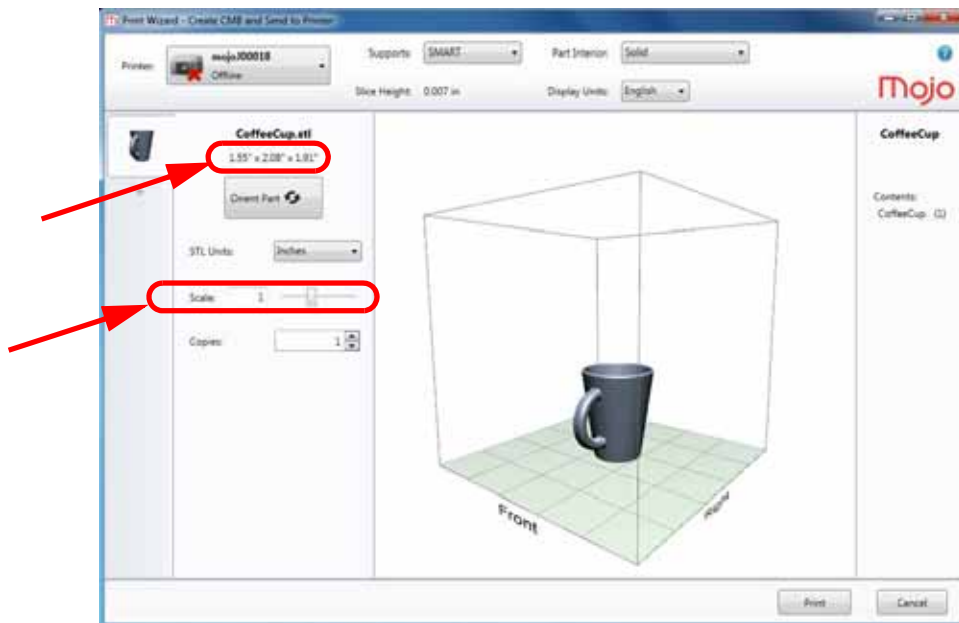 Print Wizard - Create CMB and Send to Printer
Printer: mojoJ00018
Offline
Supports: SMART
Part Interior: Solid
Slice Height: 0.007 in
Display Units: English
mojo
CoffeeCup.stl
1.55" x 2.08" x 1.91"
Orient Part
STL Units: Inches
Scale: 1
Copies: 1
Front
Right
CoffeeCup
Contents:
CoffeeCup (1)
Print
Cancel